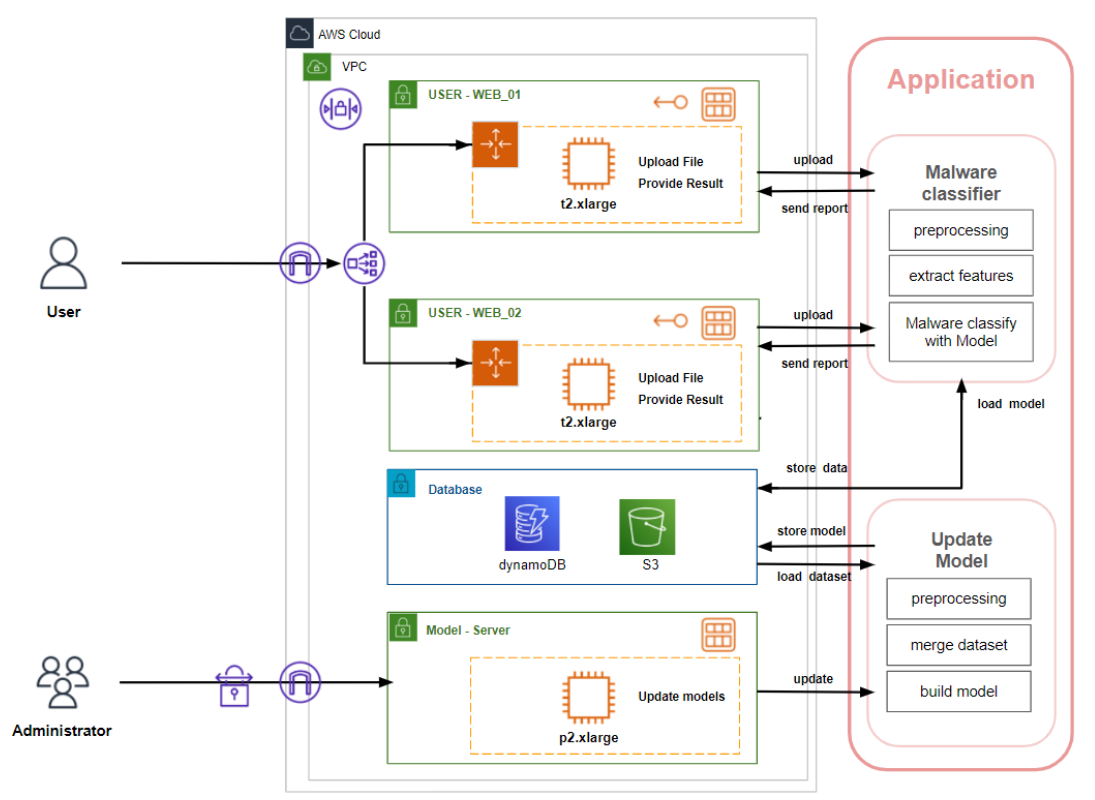 AWS Cloud
VPC
USER - WEB_01
Upload File
Provide Result
t2.xlarge
upload
send report
User
USER - WEB_02
Upload File
Provide Result
t2.xlarge
upload
send report
Database
dynamoDB
S3
store data
store model
load dataset
load model
Model - Server
Update models
p2.xlarge
update
Administrator
Application
Malware
classifier
preprocessing
extract features
Malware classify
with Model
Update
Model
preprocessing
merge dataset
build model